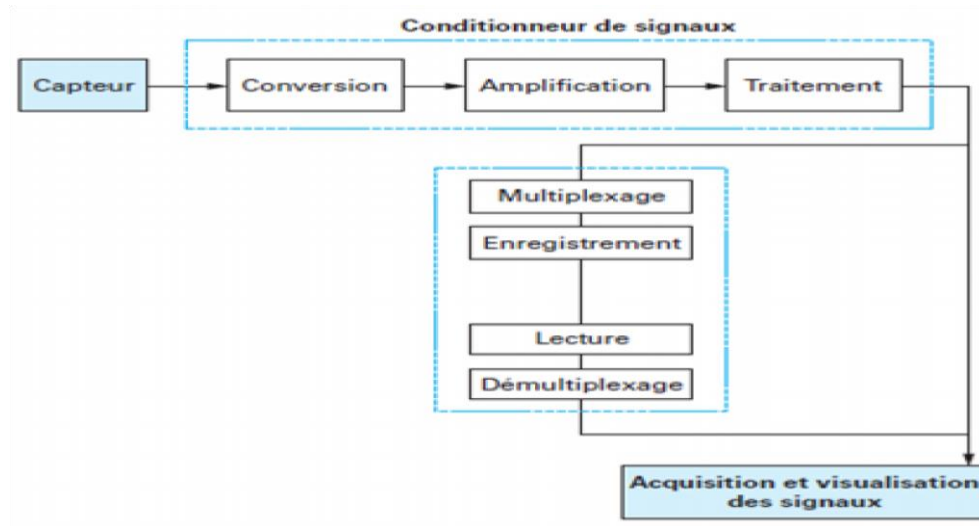 Conditionneur de signaux
Capteur
Conversion
Amplification
Traitement
Multiplexage
Enregistrement
Lecture
Démultiplexage
Acquisition et visualisation
des signaux